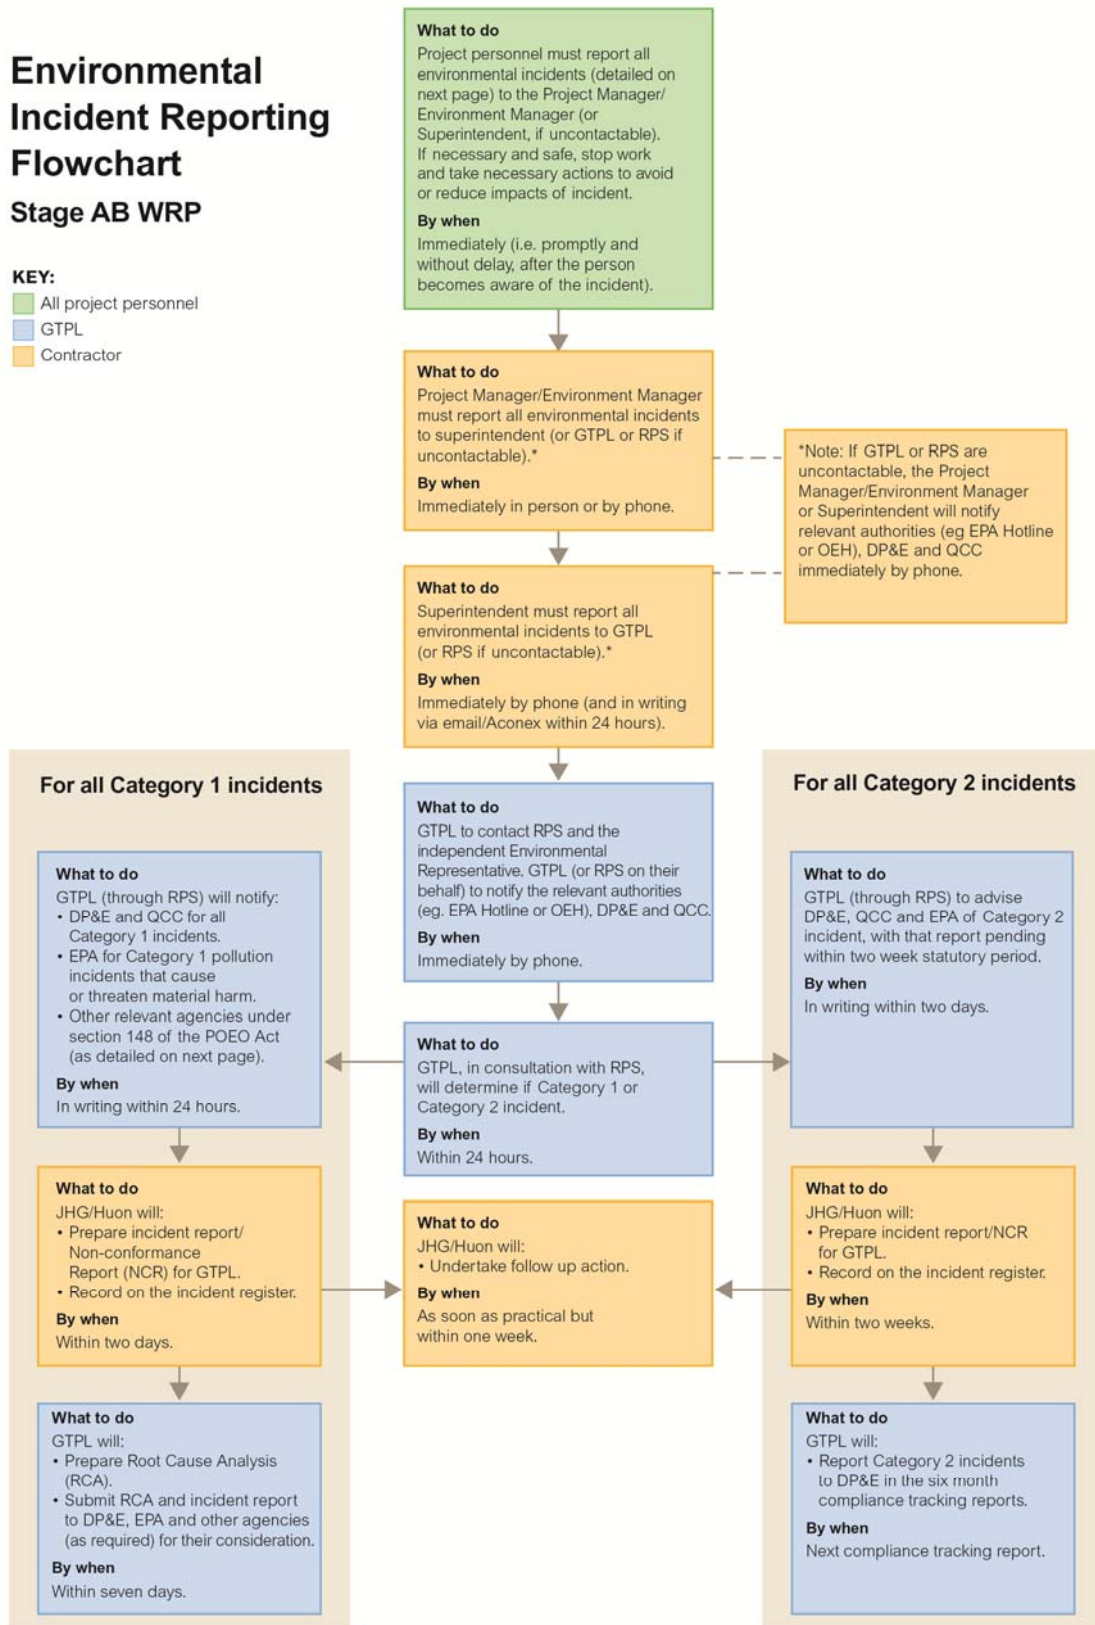 Environmental
Incident Reporting
Flowchart
Stage AB WRP
KEY:
All project personnel
GTPL
Contractor
What to do
Project personnel must report all
environmental incidents (detailed on
next page) to the Project Manager/
Environment Manager (or
Superintendent, if uncontactable).
If necessary and safe, stop work
and take necessary actions to avoid
or reduce impacts of incident.
By when
Immediately (i.e. promptly and
without delay, after the person
becomes aware of the incident).
What to do
Project Manager/Environment Manager
must report all environmental incidents
to superintendent (or GTPL or RPS if
uncontactable).*
By when
Immediately in person or by phone.
*Note: If GTPL or RPS are
uncontactable, the Project
Manager/Environment Manager
or Superintendent will notify
relevant authorities (eg EPA Hotline
or OEH), DP&E and QCC
immediately by phone.
What to do
Superintendent must report all
environmental incidents to GTPL
(or RPS if uncontactable).*
By when
Immediately by phone (and in writing
via email/Aconex within 24 hours).
What to do
GTPL to contact RPS and the
independent Environmental
Representative. GTPL (or RPS on their
behalf) to notify the relevant authorities
(eg. EPA Hotline or OEH), DP&E and QCC.
By when
Immediately by phone.
What to do
GTPL, in consultation with RPS,
will determine if Category 1 or
Category 2 incident.
By when
Within 24 hours.
For all Category 1 incidents
What to do
GTPL (through RPS) will notify:
• DP&E and QCC for all
Category 1 incidents.
• EPA for Category 1 pollution
incidents that cause
or threaten material harm.
• Other relevant agencies under
section 148 of the POEO Act
(as detailed on next page).
By when
In writing within 24 hours.
What to do
JHG/Huon will:
• Prepare incident report/
Non-conformance
Report (NCR) for GTPL.
• Record on the incident register.
By when
Within two days.
What to do
GTPL will:
• Prepare Root Cause Analysis
(RCA).
• Submit RCA and incident report
to DP&E, EPA and other agencies
(as required) for their consideration.
By when
Within seven days.
What to do
JHG/Huon will:
• Undertake follow up action.
By when
As soon as practical but
within one week.
For all Category 2 incidents
What to do
GTPL (through RPS) to advise
DP&E, QCC and EPA of Category 2
incident, with that report pending
within two week statutory period.
By when
In writing within two days.
What to do
JHG/Huon will:
• Prepare incident report/NCR
for GTPL.
• Record on the incident register.
By when
Within two weeks.
What to do
GTPL will:
• Report Category 2 incidents
to DP&E in the six month
compliance tracking reports.
By when
Next compliance tracking report.